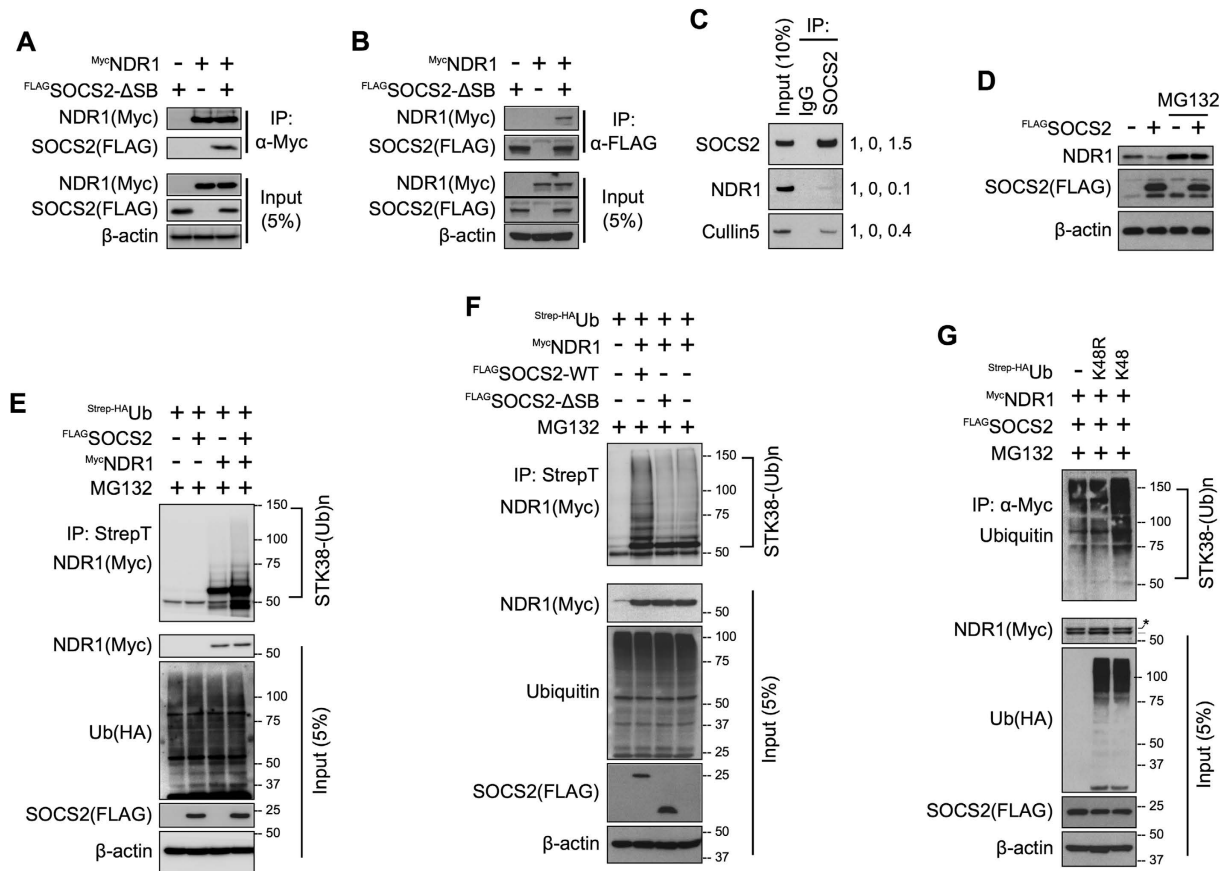 A
MycNDR1 - + +
FLAGSOCS2-ΔSB + - +
NDR1(Myc)
SOCS2(FLAG)
IP:
α-Myc
NDR1(Myc)
SOCS2(FLAG)
β-actin
Input
(5%)
B
MycNDR1 - + +
FLAGSOCS2-ΔSB + - +
NDR1(Myc)
SOCS2(FLAG)
IP:
α-FLAG
NDR1(Myc)
SOCS2(FLAG)
β-actin
Input
(5%)
C
IP:
Input (10%)
IgG
SOCS2
SOCS2 1, 0, 1.5
NDR1 1, 0, 0.1
Cullin5 1, 0, 0.4
D
MG132
FLAGSOCS2 - + - +
NDR1
SOCS2(FLAG)
β-actin
E
Strep-HAUb + + + +
FLAGSOCS2 - + - +
MycNDR1 - - + +
MG132 + + + +
IP: StrepT
NDR1(Myc)
150
100
75
50
STK38-(Ub)n
NDR1(Myc)
50
Ub(HA)
100
75
50
37
SOCS2(FLAG)
25
β-actin
50
Input (5%)
F
Strep-HAUb + + + +
MycNDR1 - + + +
FLAGSOCS2-WT - + - -
FLAGSOCS2-ΔSB - - + -
MG132 + + + +
IP: StrepT
NDR1(Myc)
150
100
75
50
STK38-(Ub)n
NDR1(Myc)
50
Ubiquitin
100
75
50
37
25
SOCS2(FLAG)
25
β-actin
50
37
Input (5%)
G
Strep-HAUb - K48R K48
MycNDR1 + + +
FLAGSOCS2 + + +
MG132 + + +
IP: α-Myc
Ubiquitin
150
100
75
50
STK38-(Ub)n
NDR1(Myc)
*
50
Ub(HA)
100
75
50
37
SOCS2(FLAG)
25
β-actin
50
37
Input (5%)